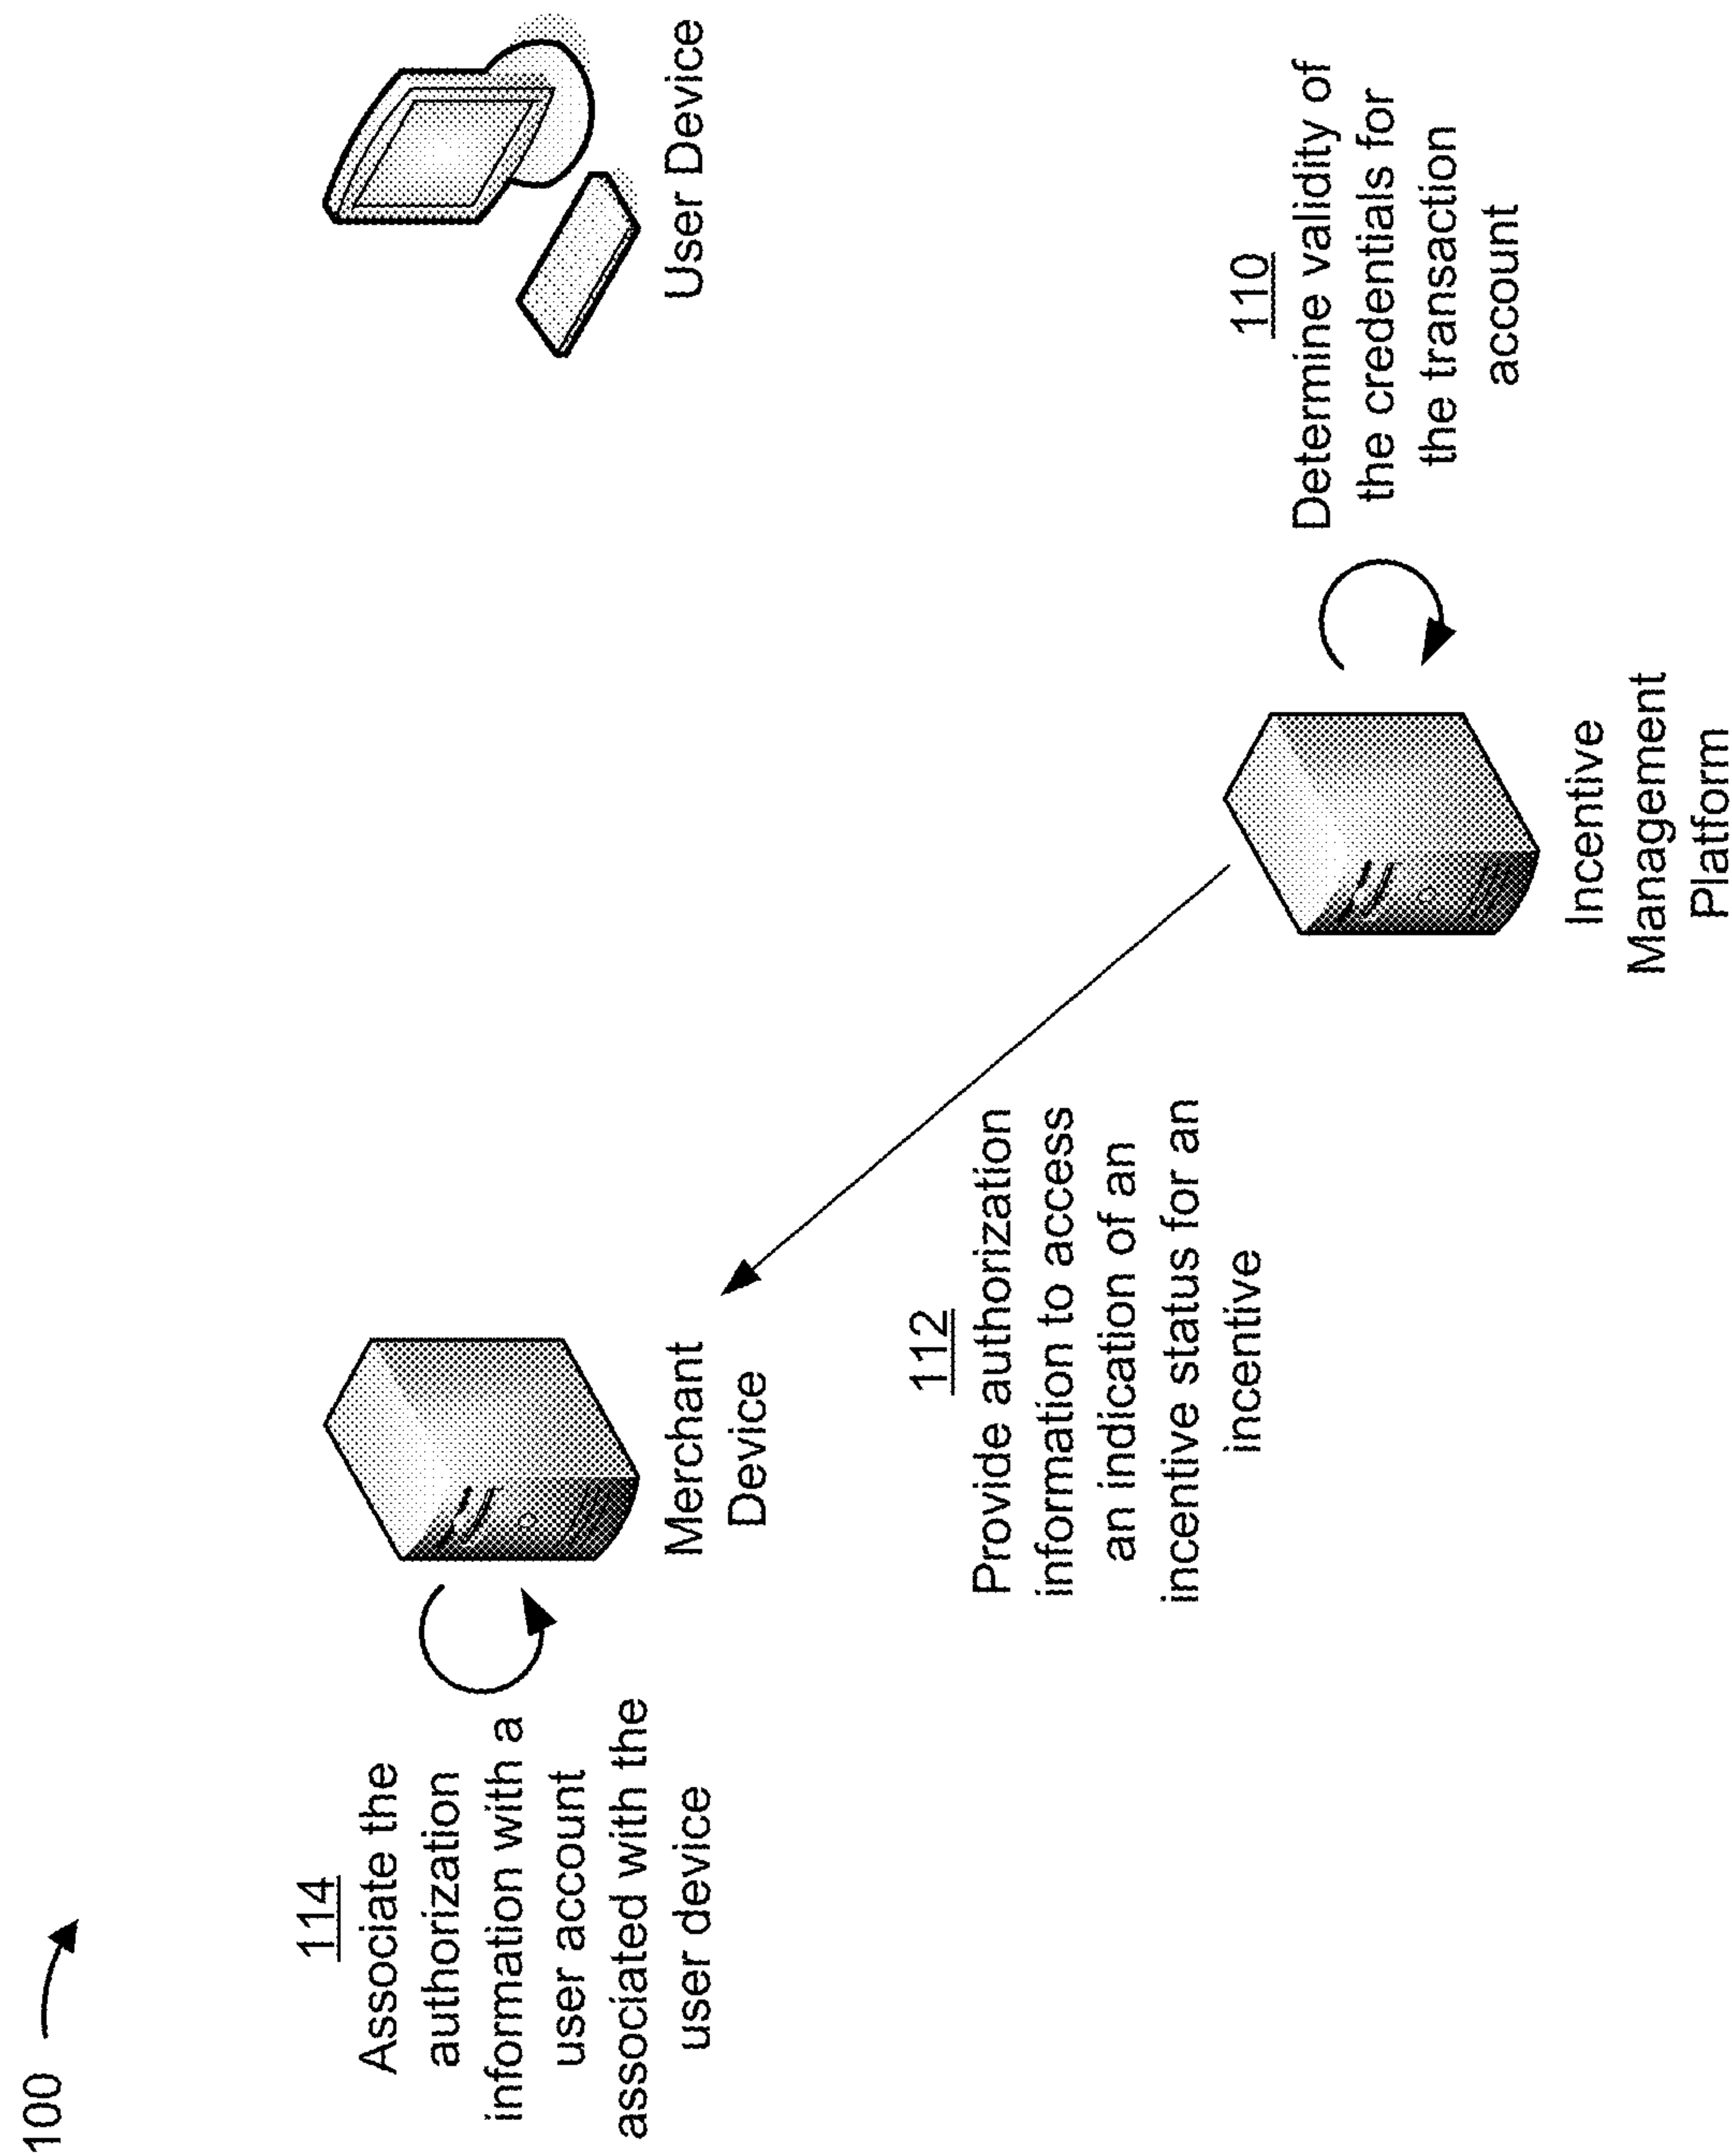 100
114
Associate the
authorization
information with a
user account
associated with the
user device
Merchant
Device
User Device
112
Provide authorization
information to access
an indication of an
incentive status for an
incentive
110
Determine validity of
the credentials for
the transaction
account
Incentive
Management
Platform